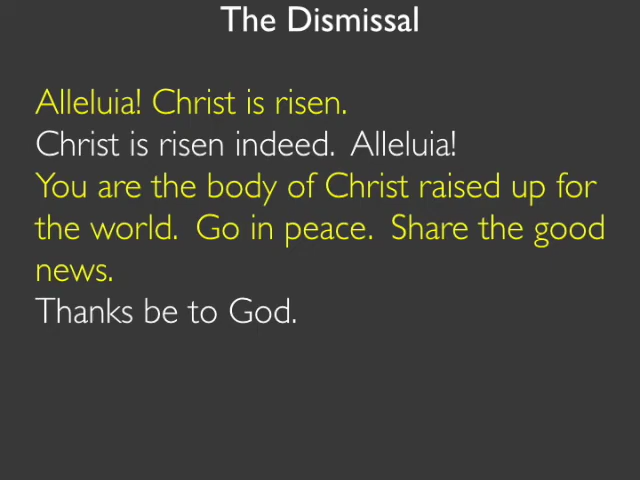 The Dismissal
Alleluia! Christ is risen.
Christ is risen indeed.  Alleluia!
You are the body of Christ raised up for
the world.  Go in peace.  Share the good
news.
Thanks be to God.